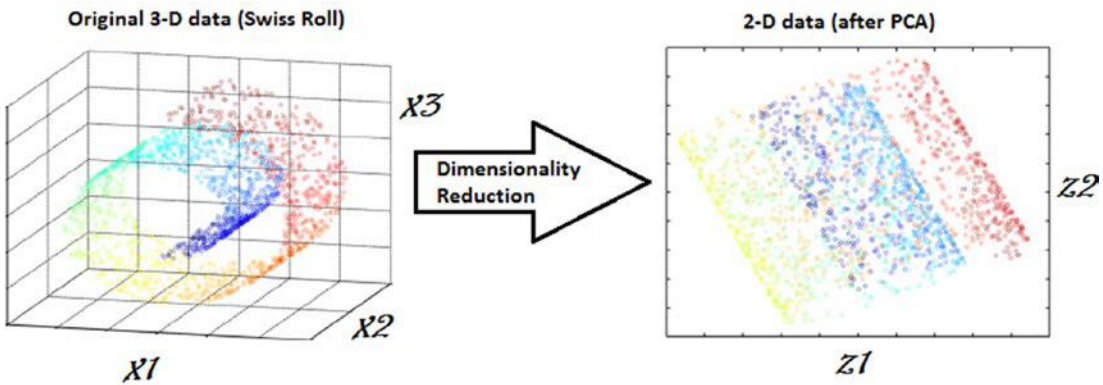 Original 3-D data (Swiss Roll)
2-D data (after PCA)
X3
Dimensionality
Reduction
z2
X2
X1
z1